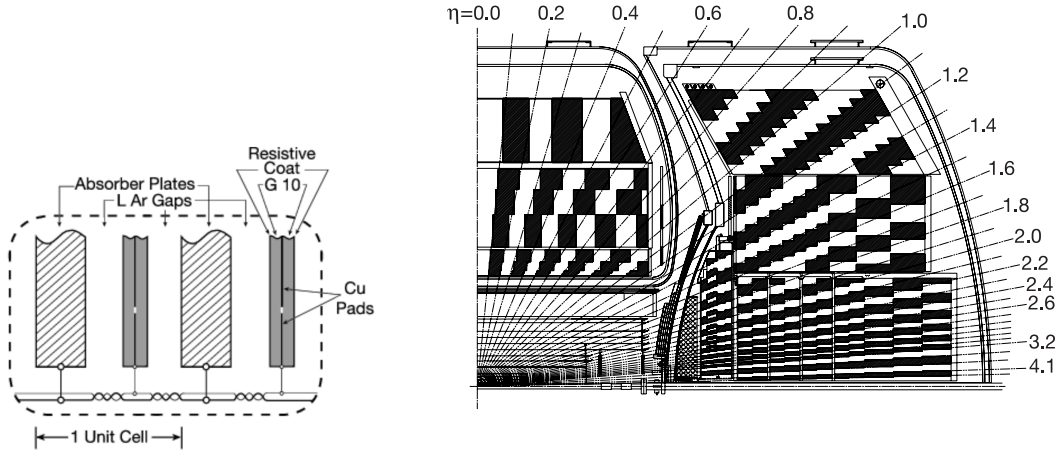 Resistive
Coat
G 10
Absorber Plates
L Ar Gaps
Cu
Pads
1 Unit Cell
η=0.0
0.2
0.4
0.6
0.8
1.0
1.2
1.4
1.6
1.8
2.0
2.2
2.4
2.6
3.2
4.1